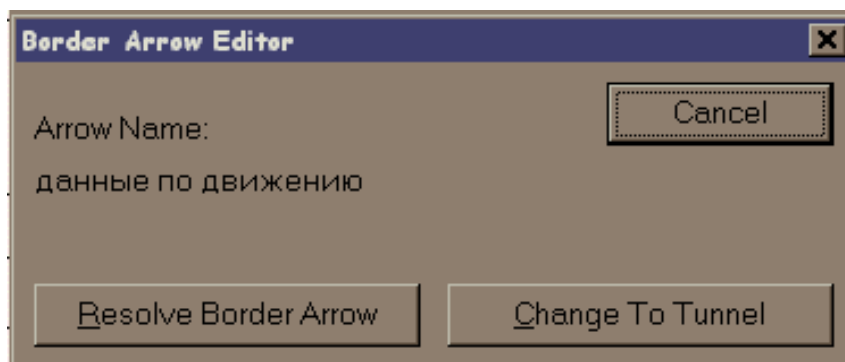 Border Arrow Editor
Cancel
Arrow Name:
данные по движению
Resolve Border Arrow
Change To Tunnel